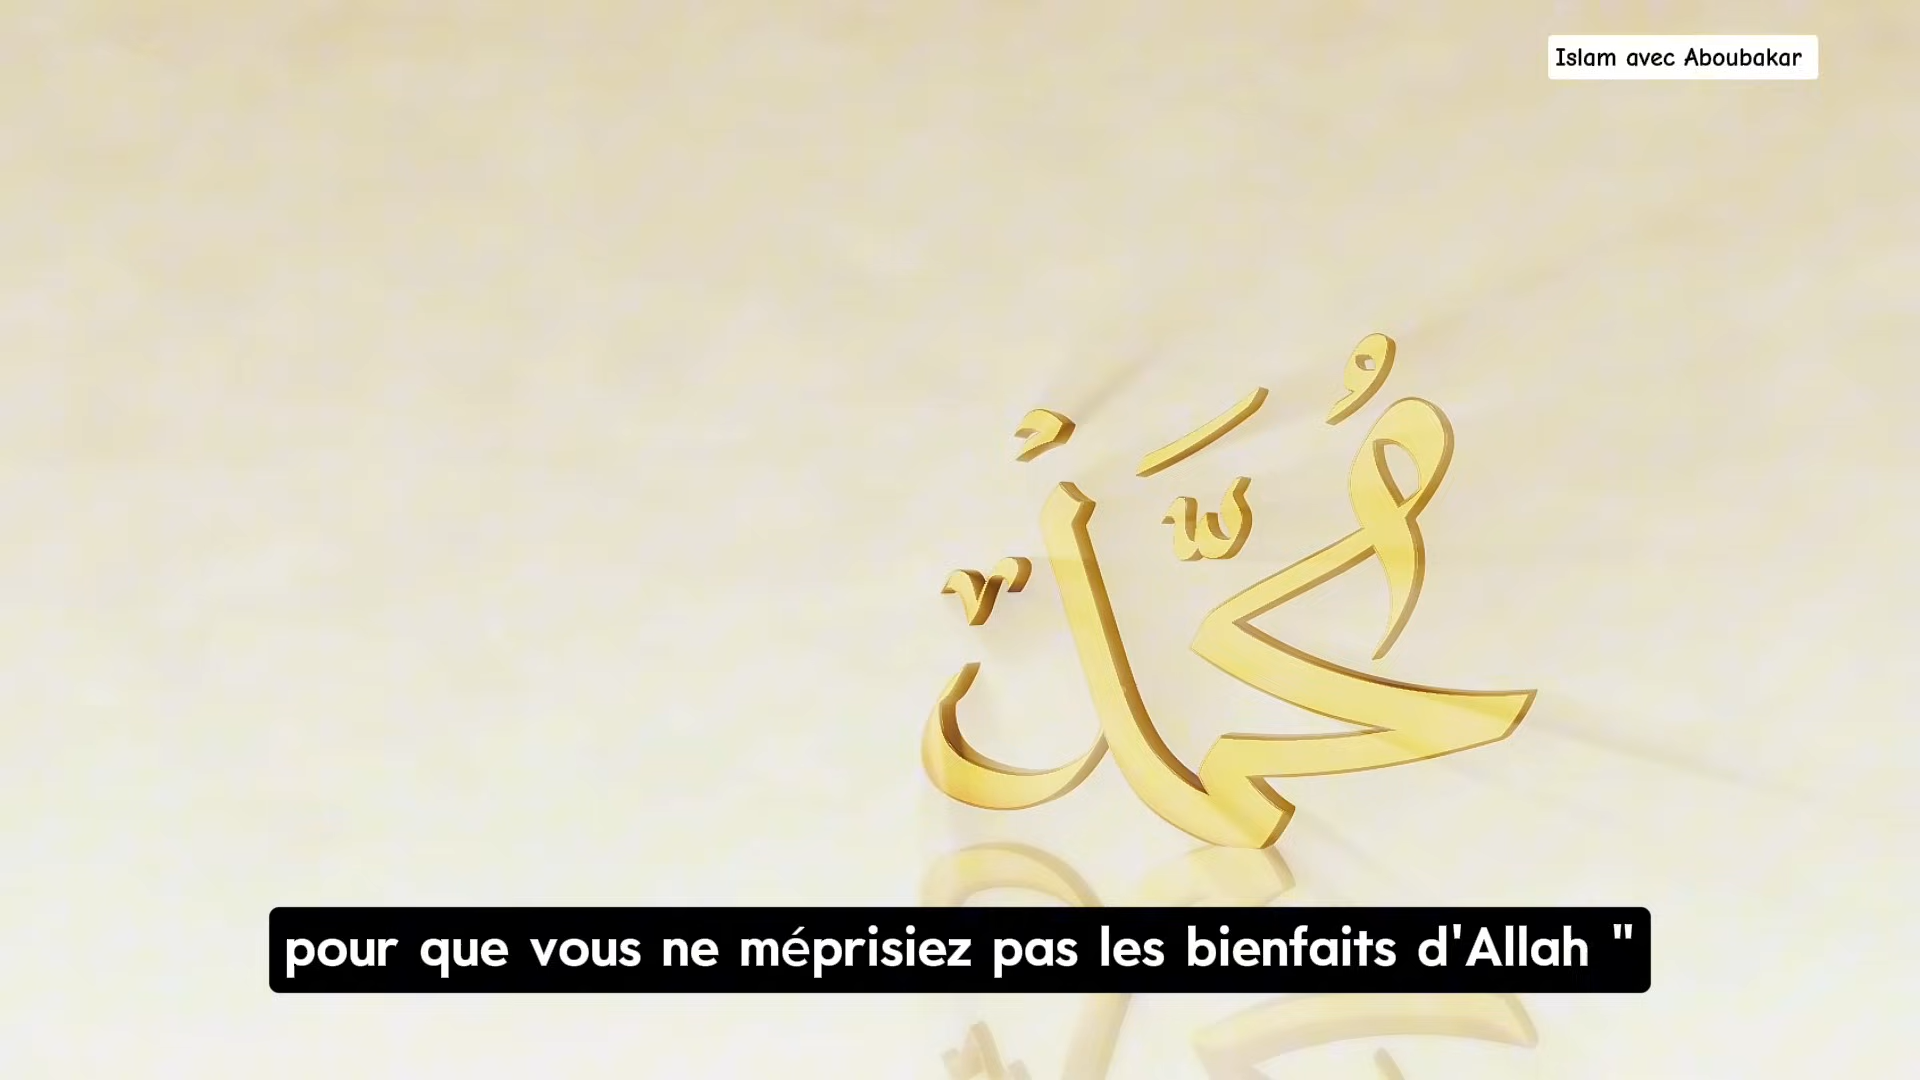 Islam avec Aboubakar
مُحَمَّدْ
pour que vous ne méprisiez pas les bienfaits d'Allah "